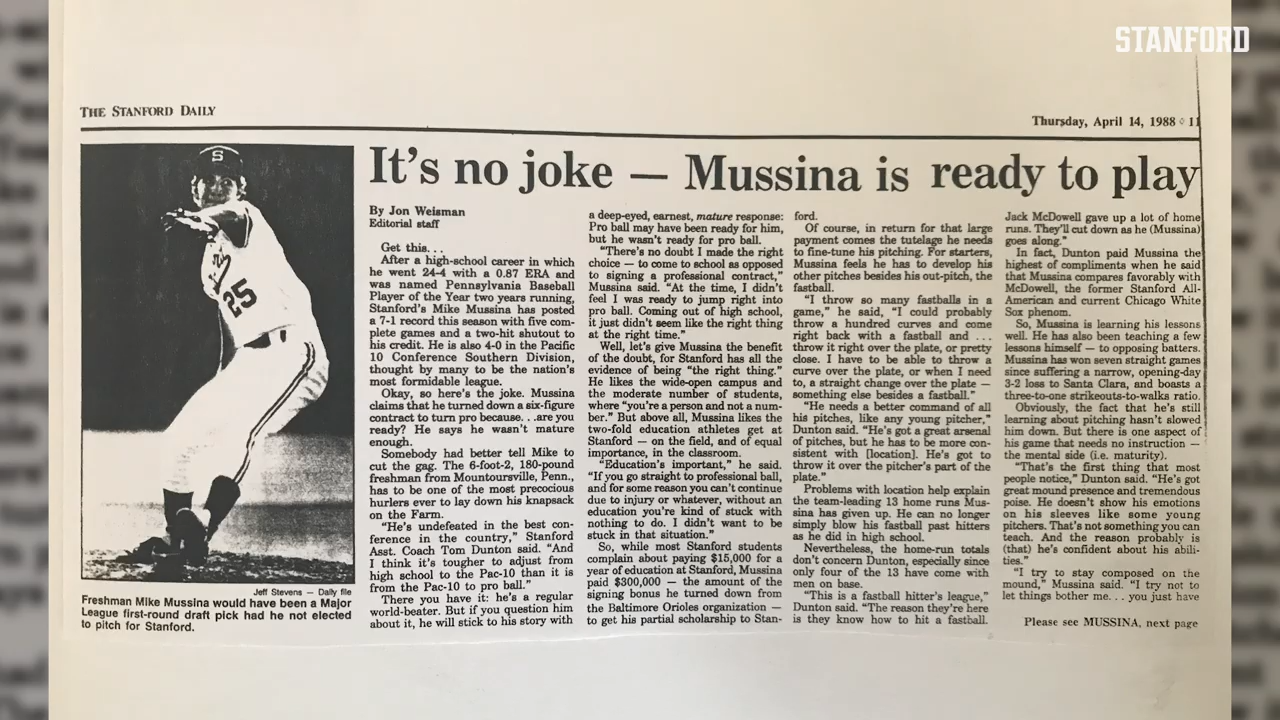 STANFORD
THE STANFORD DAILY
Thursday, April 14, 1988 ◊ 11
S
25
Jeff Stevens — Daily file
Freshman Mike Mussina would have been a Major
League first-round draft pick had he not elected
to pitch for Stanford.
It's no joke — Mussina is ready to play
By Jon Weisman
Editorial staff
Get this. . .
After a high-school career in which
he went 24-4 with a 0.87 ERA and
was named Pennsylvania Baseball
Player of the Year two years running,
Stanford's Mike Mussina has posted
a 7-1 record this season with five com-
plete games and a two-hit shutout to
his credit. He is also 4-0 in the Pacific
10 Conference Southern Division,
thought by many to be the nation's
most formidable league.
Okay, so here's the joke. Mussina
claims that he turned down a six-figure
contract to turn pro because. . .are you
ready? He says he wasn't mature
enough.
Somebody had better tell Mike to
cut the gag. The 6-foot-2, 180-pound
freshman from Mountoursville, Penn.,
has to be one of the most precocious
hurlers ever to lay down his knapsack
on the Farm.
"He's undefeated in the best con-
ference in the country," Stanford
Asst. Coach Tom Dunton said. "And
I think it's tougher to adjust from
high school to the Pac-10 than it is
from the Pac-10 to pro ball."
There you have it: he's a regular
world-beater. But if you question him
about it, he will stick to his story with
a deep-eyed, earnest, mature response:
Pro ball may have been ready for him,
but he wasn't ready for pro ball.
"There's no doubt I made the right
choice — to come to school as opposed
to signing a professional contract,"
Mussina said. "At the time, I didn't
feel I was ready to jump right into
pro ball. Coming out of high school,
it just didn't seem like the right thing
at the right time."
Well, let's give Mussina the benefit
of the doubt, for Stanford has all the
evidence of being "the right thing."
He likes the wide-open campus and
the moderate number of students,
where "you're a person and not a num-
ber." But above all, Mussina likes the
two-fold education athletes get at
Stanford — on the field, and of equal
importance, in the classroom.
"Education's important," he said.
"If you go straight to professional ball,
and for some reason you can't continue
due to injury or whatever, without an
education you're kind of stuck with
nothing to do. I didn't want to be
stuck in that situation."
So, while most Stanford students
complain about paying $15,000 for a
year of education at Stanford, Mussina
paid $300,000 — the amount of the
signing bonus he turned down from
the Baltimore Orioles organization —
to get his partial scholarship to Stan-
ford.
Of course, in return for that large
payment comes the tutelage he needs
to fine-tune his pitching. For starters,
Mussina feels he has to develop his
other pitches besides his out-pitch, the
fastball.
"I throw so many fastballs in a
game," he said, "I could probably
throw a hundred curves and come
right back with a fastball and . . .
throw it right over the plate, or pretty
close. I have to be able to throw a
curve over the plate, or when I need
to, a straight change over the plate —
something else besides a fastball."
"He needs a better command of all
his pitches, like any young pitcher,"
Dunton said. "He's got a great arsenal
of pitches, but he has to be more con-
sistent with [location]. He's got to
throw it over the pitcher's part of the
plate."
Problems with location help explain
the team-leading 13 home runs Mus-
sina has given up. He can no longer
simply blow his fastball past hitters
as he did in high school.
Nevertheless, the home-run totals
don't concern Dunton, especially since
only four of the 13 have come with
men on base.
"This is a fastball hitter's league,"
Dunton said. "The reason they're here
is they know how to hit a fastball.
Jack McDowell gave up a lot of home
runs. They'll cut down as he (Mussina)
goes along."
In fact, Dunton paid Mussina the
highest of compliments when he said
that Mussina compares favorably with
McDowell, the former Stanford All-
American and current Chicago White
Sox phenom.
So, Mussina is learning his lessons
well. He has also been teaching a few
lessons himself — to opposing batters.
Mussina has won seven straight games
since suffering a narrow, opening-day
3-2 loss to Santa Clara, and boasts a
three-to-one strikeouts-to-walks ratio.
Obviously, the fact that he's still
learning about pitching hasn't slowed
him down. But there is one aspect of
his game that needs no instruction —
the mental side (i.e. maturity).
"That's the first thing that most
people notice," Dunton said. "He's got
great mound presence and tremendous
poise. He doesn't show his emotions
on his sleeves like some young
pitchers. That's not something you can
teach. And the reason probably is
(that) he's confident about his abili-
ties."
"I try to stay composed on the
mound," Mussina said. "I try not to
let things bother me. . . you just have
Please see MUSSINA, next page